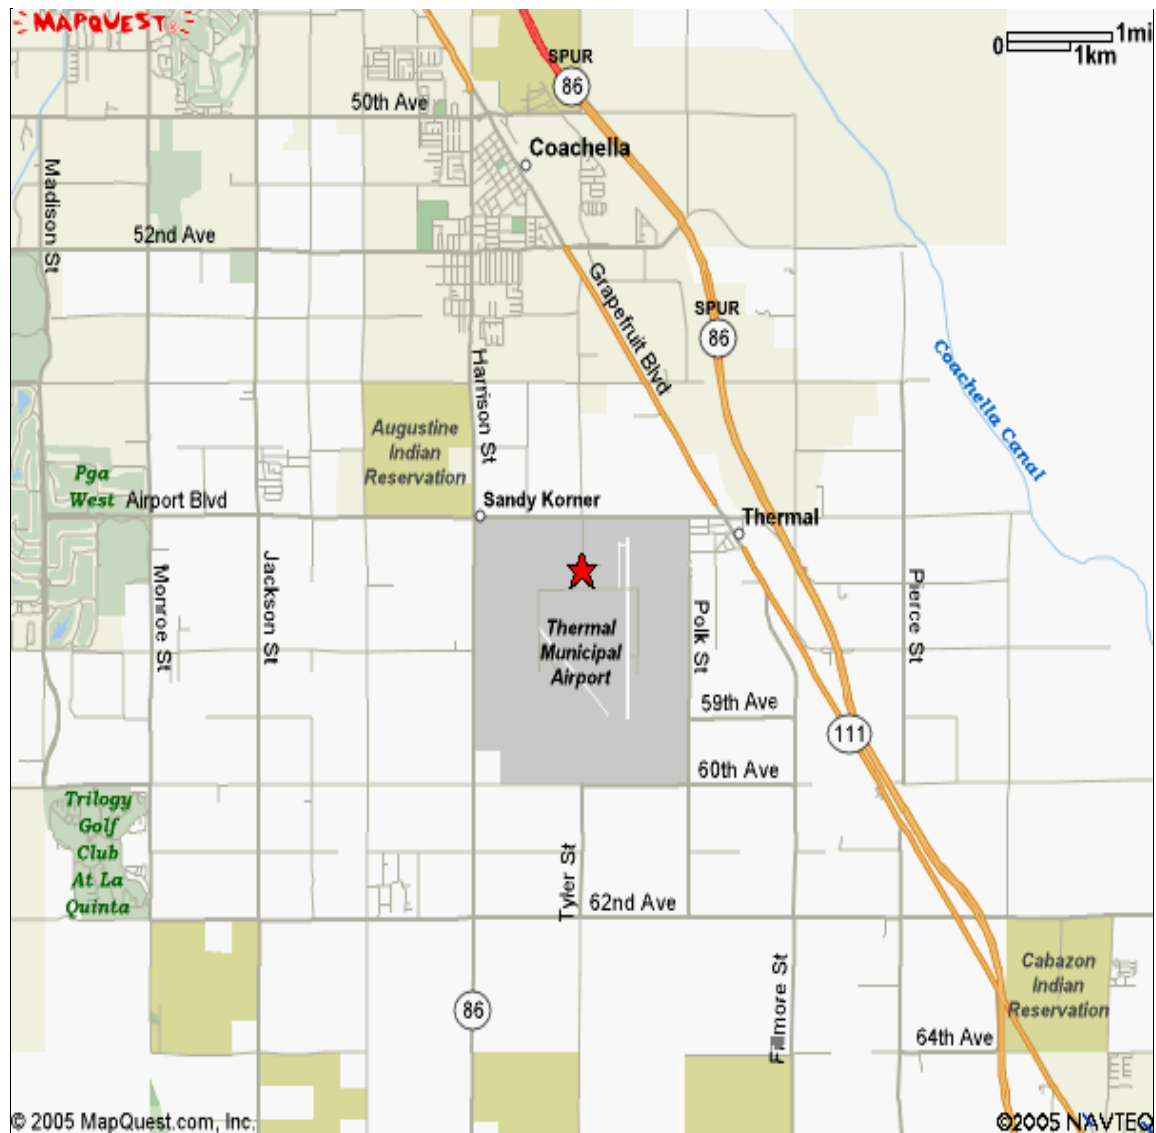 MAPQUEST
1mi
0
1km
SPUR
86
50th Ave
Coachella
Madison St
52nd Ave
Grapefruit Blvd
SPUR
86
Coachella Canal
Harrison St
Augustine
Indian
Reservation
Pga
West
Airport Blvd
Sandy Korner
Thermal
Monroe St
Jackson St
Thermal
Municipal
Airport
Polk St
Pierce St
59th Ave
111
60th Ave
Trilogy
Golf
Club
At La
Quinta
Tyler St
62nd Ave
Fillmore St
Cabazon
Indian
Reservation
86
64th Ave
© 2005 MapQuest.com, Inc.
©2005 NAVTEQ